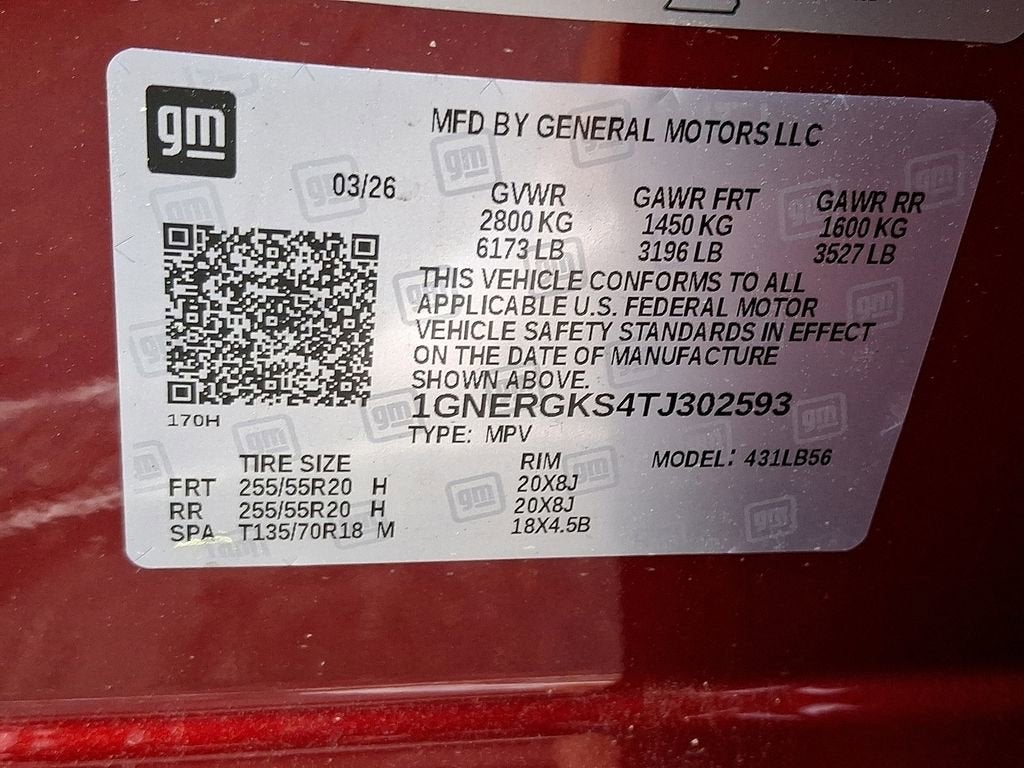 gm
MFD BY GENERAL MOTORS LLC
03/26
GVWR GAWR FRT GAWR RR
2800 KG 1450 KG 1600 KG
6173 LB 3196 LB 3527 LB
THIS VEHICLE CONFORMS TO ALL
APPLICABLE U.S. FEDERAL MOTOR
VEHICLE SAFETY STANDARDS IN EFFECT
ON THE DATE OF MANUFACTURE
SHOWN ABOVE.
1GNERGKS4TJ302593
170H
TYPE: MPV
TIRE SIZE RIM MODEL: 431LB56
FRT 255/55R20 H 20X8J
RR 255/55R20 H 20X8J
SPA T135/70R18 M 18X4.5B